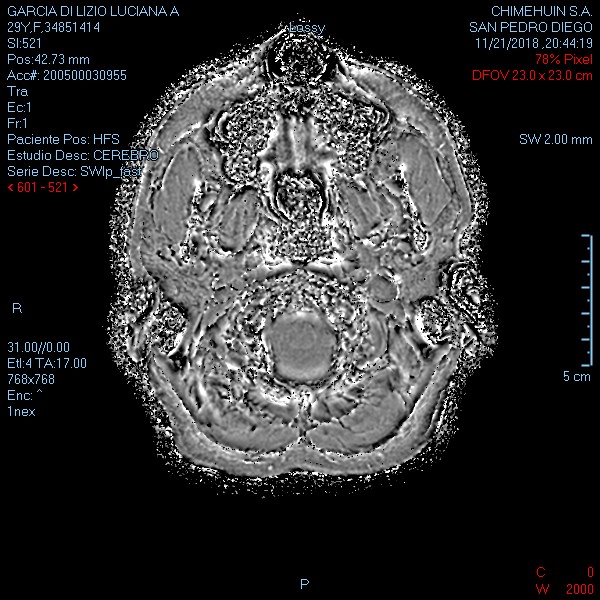 GARCIA DI LIZIO LUCIANA A
29Y,F,34851414
Sl:521
Pos:42.73 mm
Acc#: 200500030955
Tra
Ec:1
Fr:1
Paciente Pos: HFS
Estudio Desc: CEREBRO
Serie Desc: SWIp_fast
< 601 - 521 >
Lossy
CHIMEHUIN S.A.
SAN PEDRO DIEGO
11/21/2018 ,20:44:19
78% Pixel
DFOV 23.0 x 23.0 cm
SW 2.00 mm
R
31.00//0.00
Etl:4 TA:17.00
768x768
Enc: ^
1nex
5 cm
P
C 0
W 2000